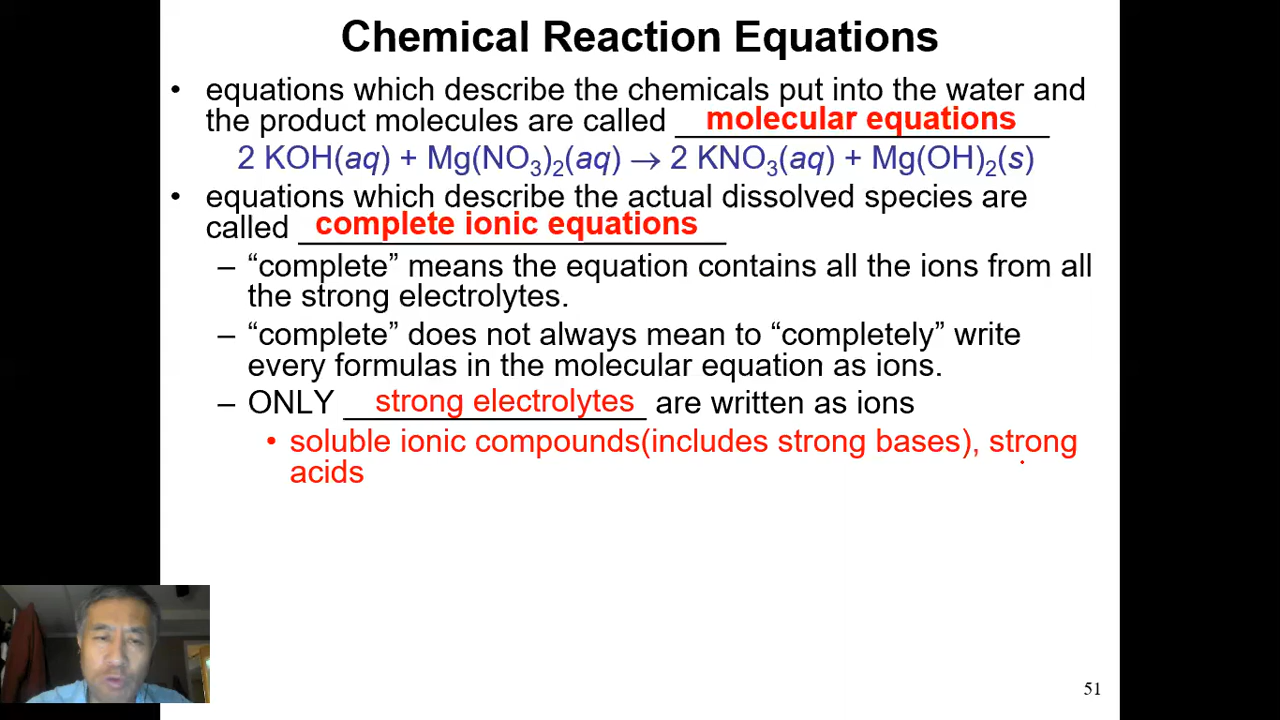 Chemical Reaction Equations
• equations which describe the chemicals put into the water and
the product molecules are called molecular equations
2 KOH(aq) + Mg(NO₃)₂(aq) → 2 KNO₃(aq) + Mg(OH)₂(s)
• equations which describe the actual dissolved species are
called complete ionic equations
– “complete” means the equation contains all the ions from all
the strong electrolytes.
– “complete” does not always mean to “completely” write
every formulas in the molecular equation as ions.
– ONLY strong electrolytes are written as ions
• soluble ionic compounds(includes strong bases), strong
acids
51